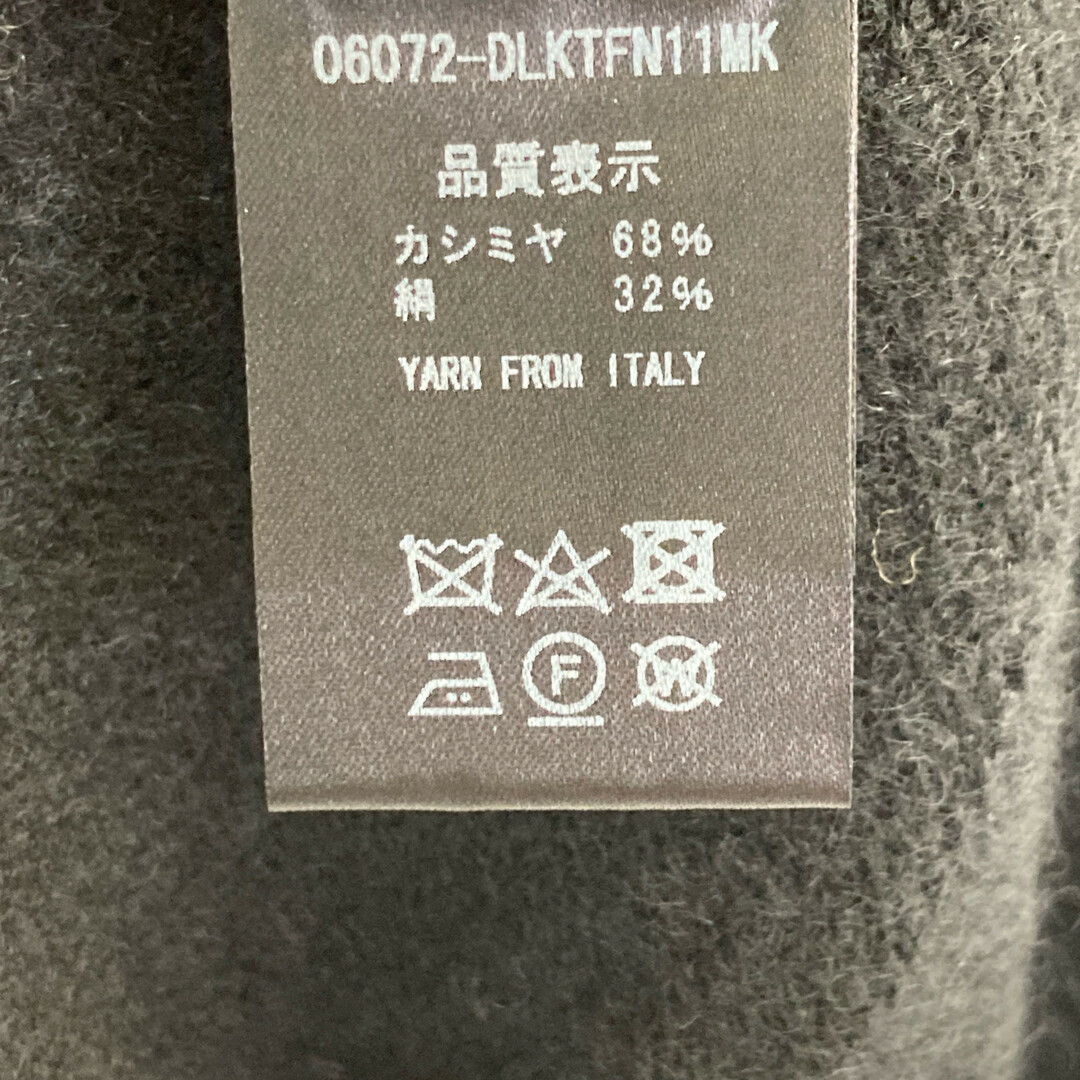 06072-DLKTFN11MK
品質表示
カシミヤ 68%
絹 32%
YARN FROM ITALY
F W